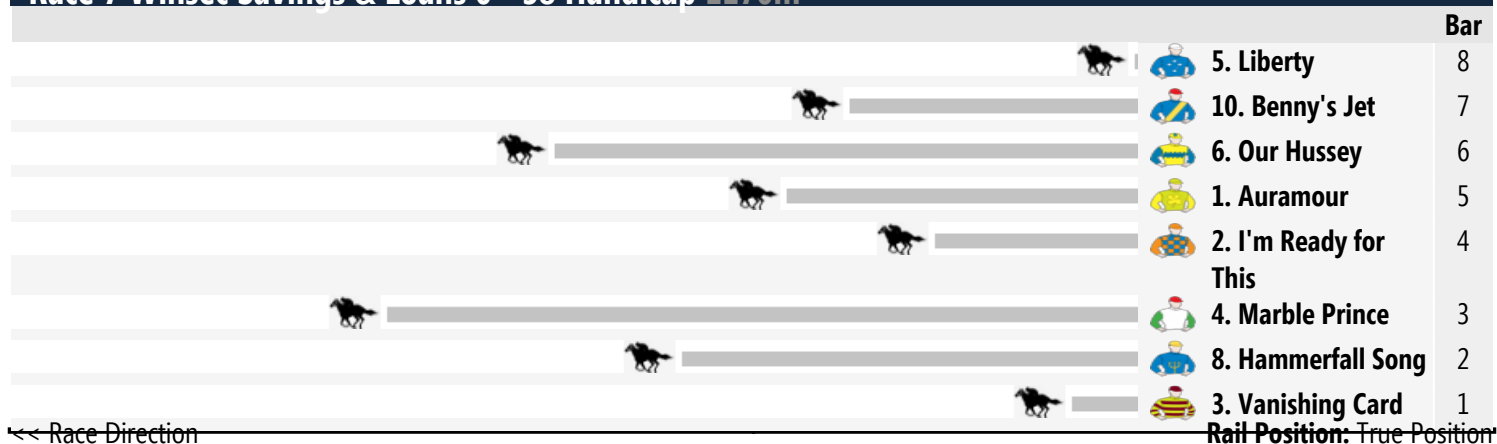 Bar
5. Liberty 8
10. Benny's Jet 7
6. Our Hussey 6
1. Auramour 5
2. I'm Ready for 4
This
4. Marble Prince 3
8. Hammerfall Song 2
3. Vanishing Card 1
<< Race Direction Rail Position: True Position